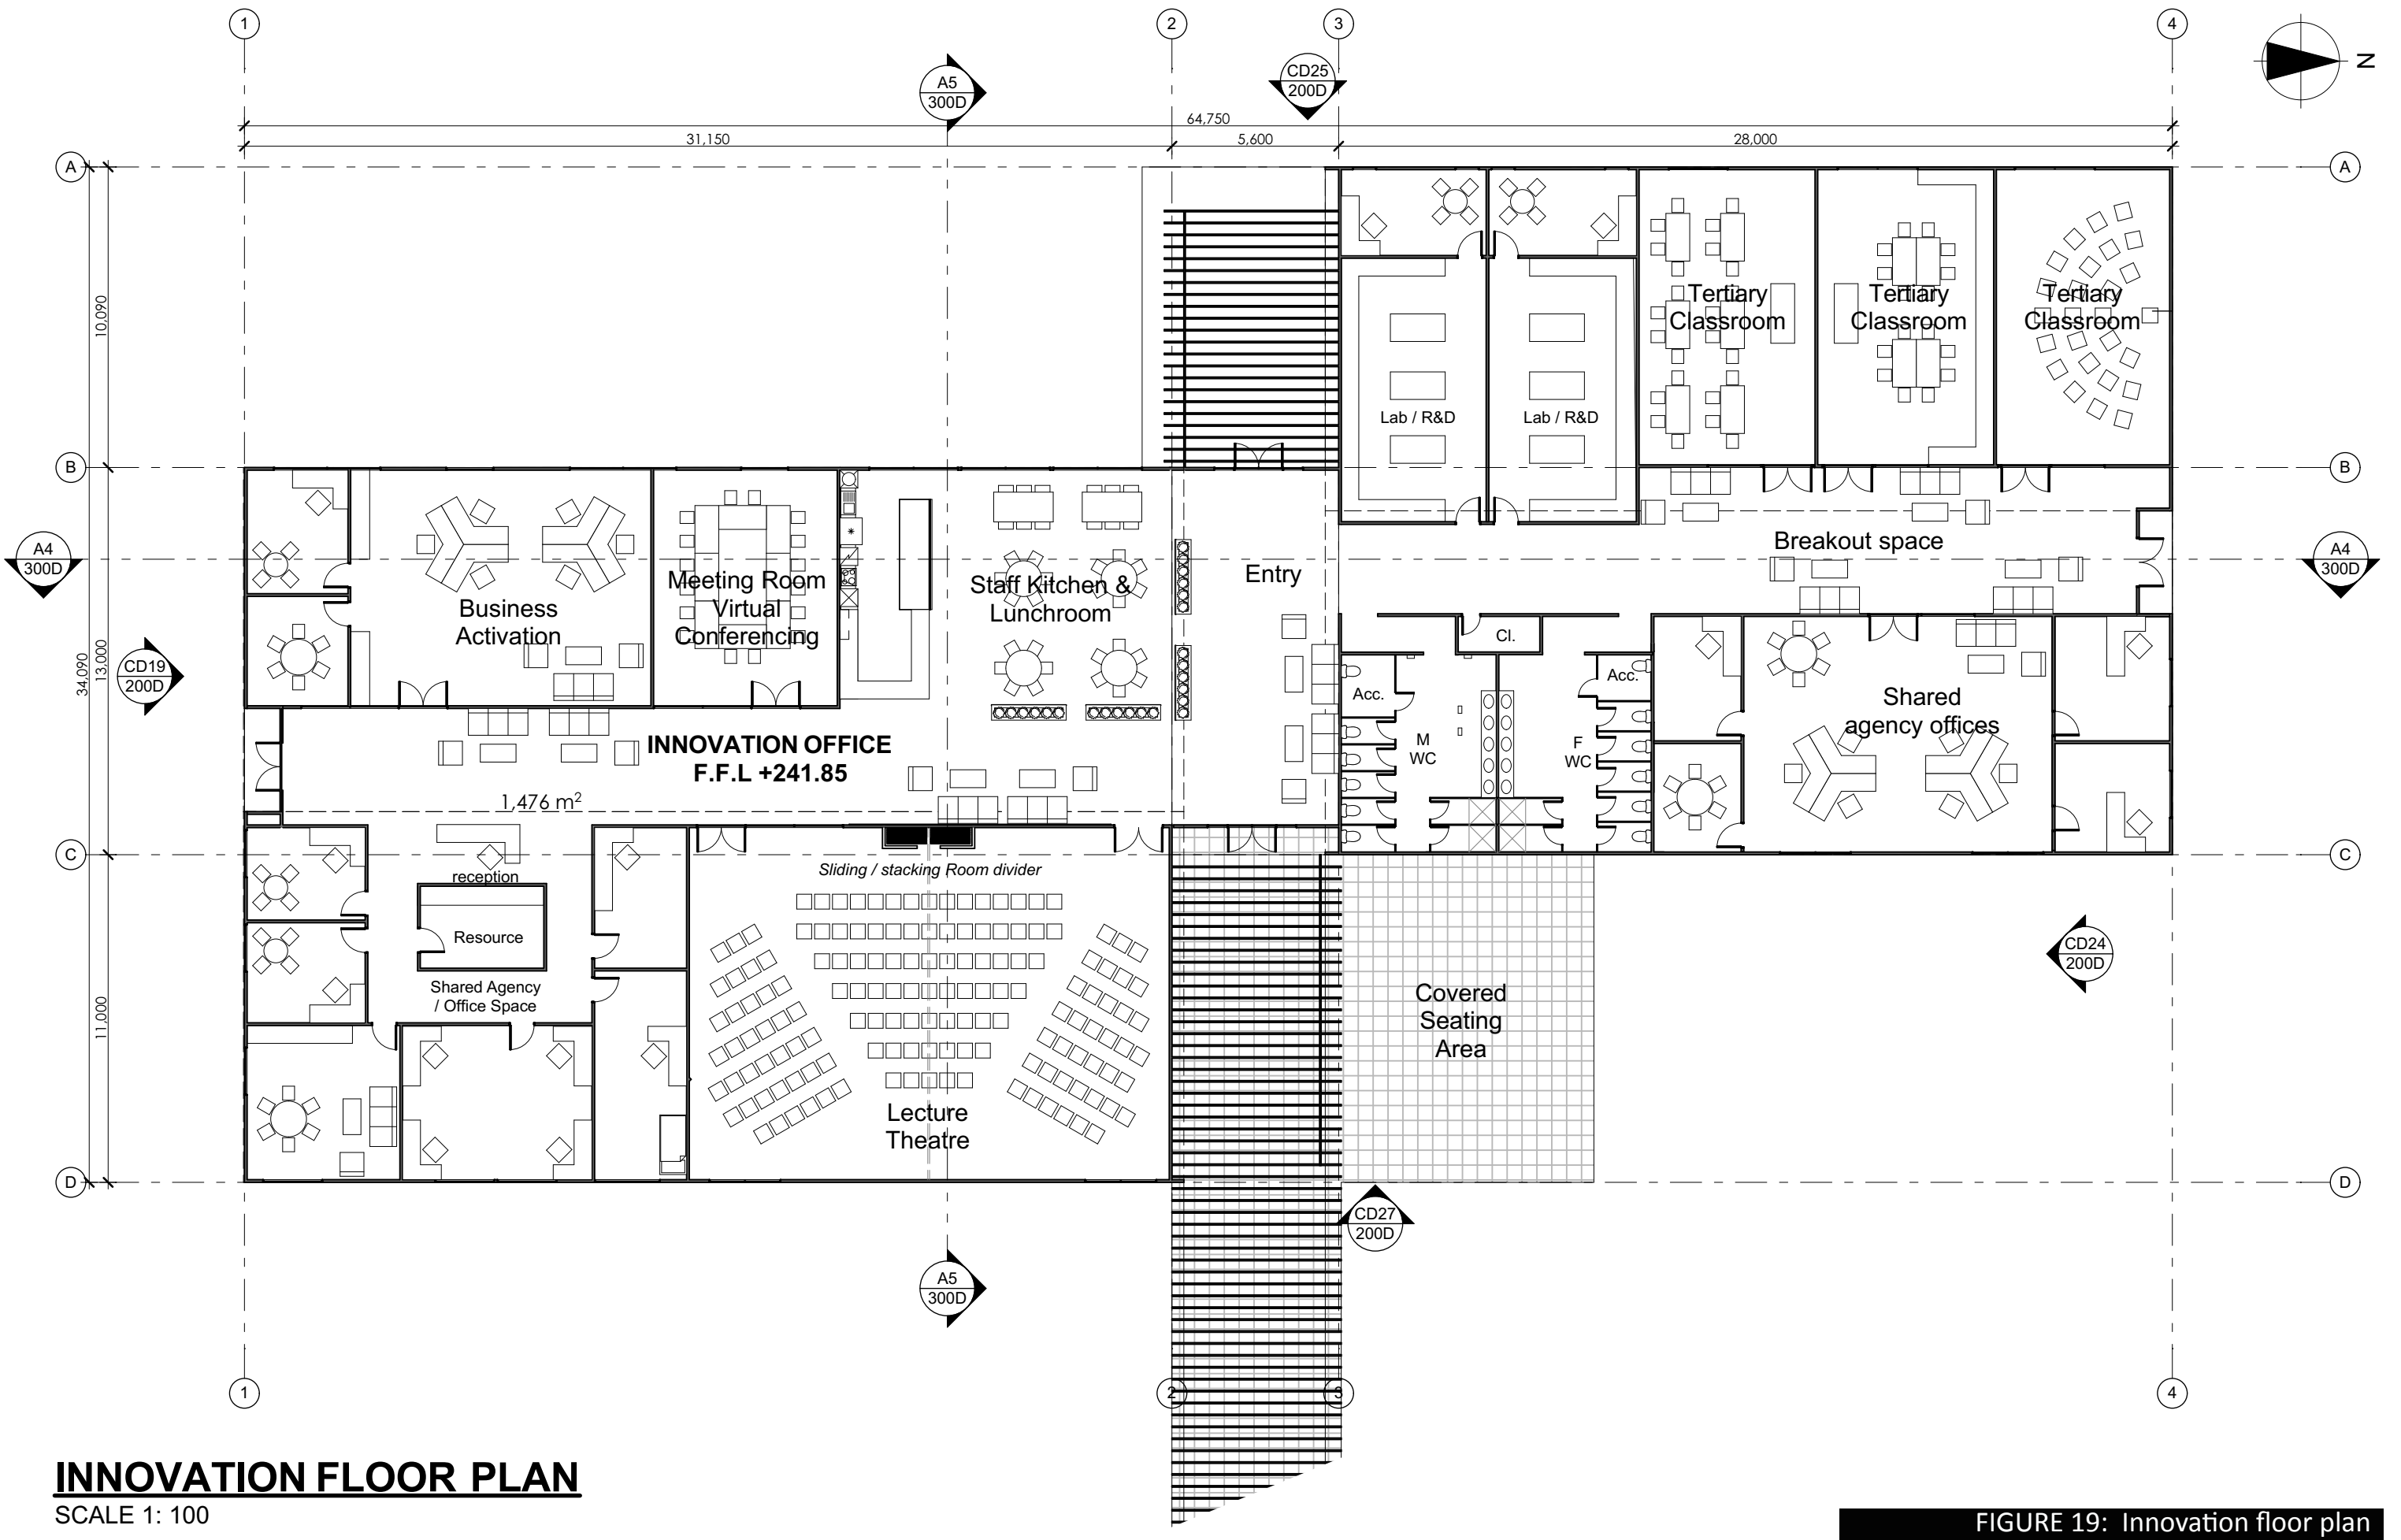 1
2
3
4
N
A5
300D
CD25
200D
64,750
31,150
5,600
28,000
A
A
10,090
Tertiary
Classroom
Tertiary
Classroom
Tertiary
Classroom
Lab / R&D
Lab / R&D
B
B
A4
300D
A4
300D
Breakout space
Entry
Meeting Room
Virtual
Conferencing
Staff Kitchen &
Lunchroom
Business
Activation
CD19
200D
34,090
13,000
Cl.
Acc.
Acc.
Shared
agency offices
M
WC
F
WC
INNOVATION OFFICE
F.F.L +241.85
1,476 m²
C
C
reception
Sliding / stacking Room divider
Resource
Shared Agency
/ Office Space
11,000
CD24
200D
Covered
Seating
Area
Lecture
Theatre
D
D
CD27
200D
A5
300D
1
2
3
4
INNOVATION FLOOR PLAN
SCALE 1: 100
FIGURE 19: Innovation floor plan